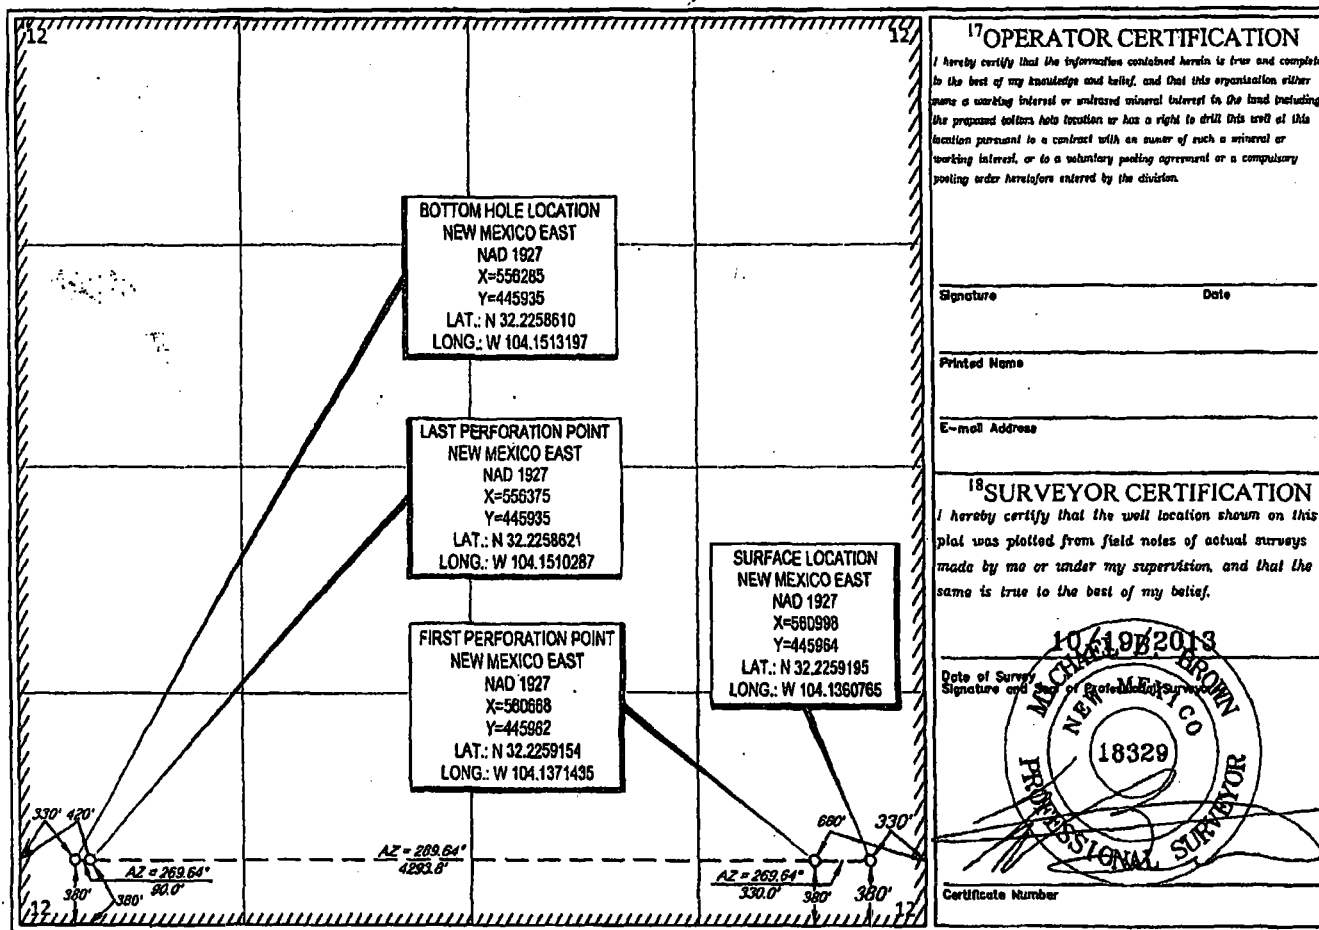 12
12
BOTTOM HOLE LOCATION
NEW MEXICO EAST
NAD 1927
X=556285
Y=445935
LAT.: N 32.2258610
LONG.: W 104.1513197
LAST PERFORATION POINT
NEW MEXICO EAST
NAD 1927
X=556375
Y=445935
LAT.: N 32.2258621
LONG.: W 104.1510287
FIRST PERFORATION POINT
NEW MEXICO EAST
NAD 1927
X=560668
Y=445962
LAT.: N 32.2259154
LONG.: W 104.1371435
SURFACE LOCATION
NEW MEXICO EAST
NAD 1927
X=560998
Y=445964
LAT.: N 32.2259195
LONG.: W 104.1360765
330' 420'
AZ = 269.64°
90.0'
380'
380'
AZ = 269.64°
4293.6'
660'
330'
AZ = 269.64°
330.0'
380'
380'
12
12
17 OPERATOR CERTIFICATION
I hereby certify that the information contained herein is true and complete
to the best of my knowledge and belief, and that this organization either
owns a working interest or unleased mineral interest in the land including
the proposed bottom hole location or has a right to drill this well at this
location pursuant to a contract with an owner of such a mineral or
working interest, or to a voluntary pooling agreement or a compulsory
pooling order heretofore entered by the division.
Signature Date
Printed Name
E-mail Address
18 SURVEYOR CERTIFICATION
I hereby certify that the well location shown on this
plat was plotted from field notes of actual surveys
made by me or under my supervision, and that the
same is true to the best of my belief.
10/19/2013
Date of Survey
Signature and Seal of Professional Surveyor
MICHAEL B. BROWN
NEW MEXICO
18329
PROFESSIONAL SURVEYOR
Certificate Number